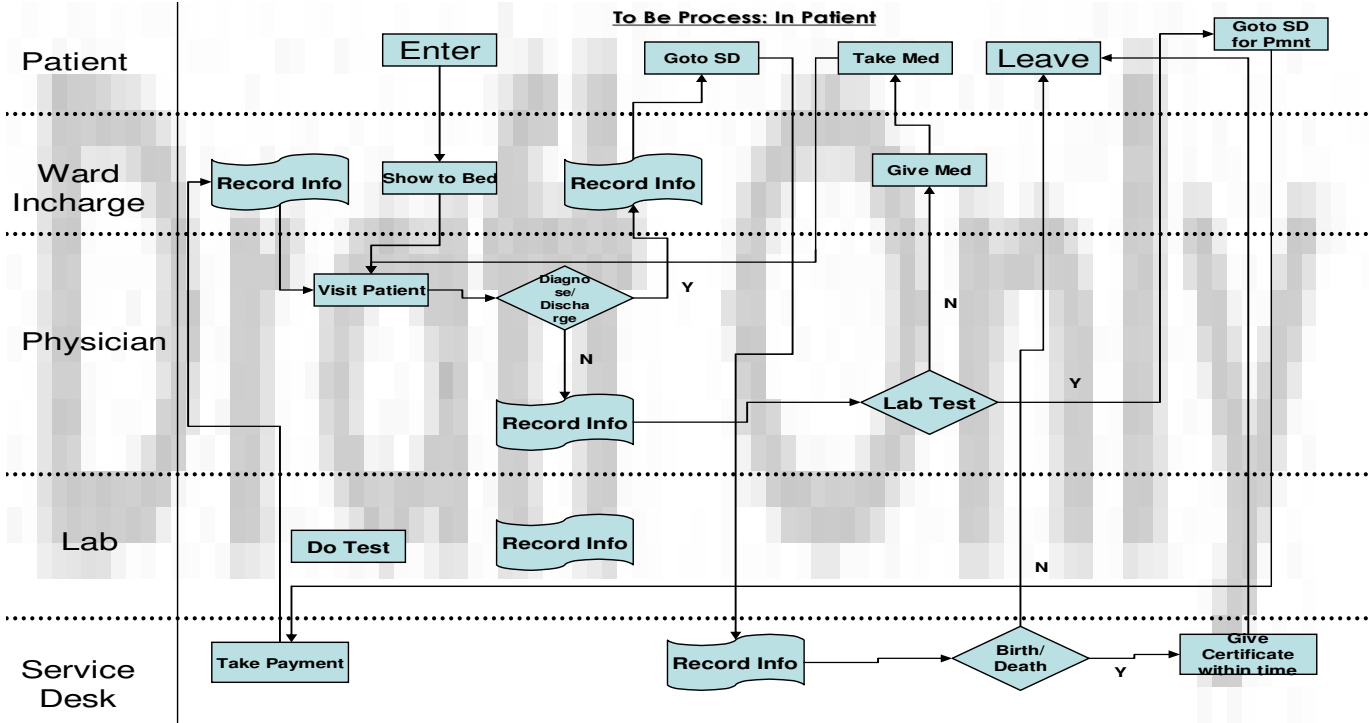 To Be Process: In Patient
Patient
Enter
Goto SD
Take Med
Leave
Goto SD
for Pmnt
Ward
Incharge
Record Info
Show to Bed
Record Info
Give Med
Physician
Visit Patient
Diagno
se/
Discha
rge
Y
N
N
Record Info
Lab Test
Y
Lab
Do Test
Record Info
N
Service
Desk
Take Payment
Record Info
Birth/
Death
Y
Give
Certificate
within time